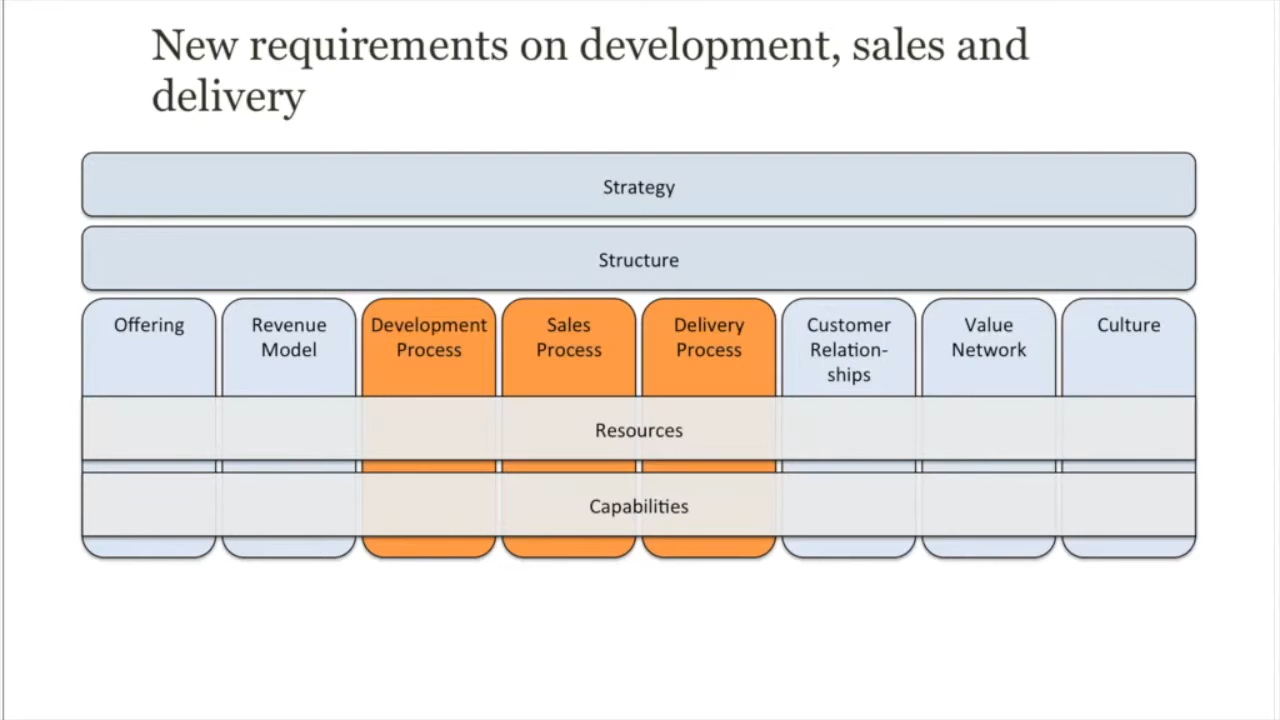 New requirements on development, sales and
delivery
Strategy
Structure
Offering
Revenue
Model
Development
Process
Sales
Process
Delivery
Process
Customer
Relation-
ships
Value
Network
Culture
Resources
Capabilities